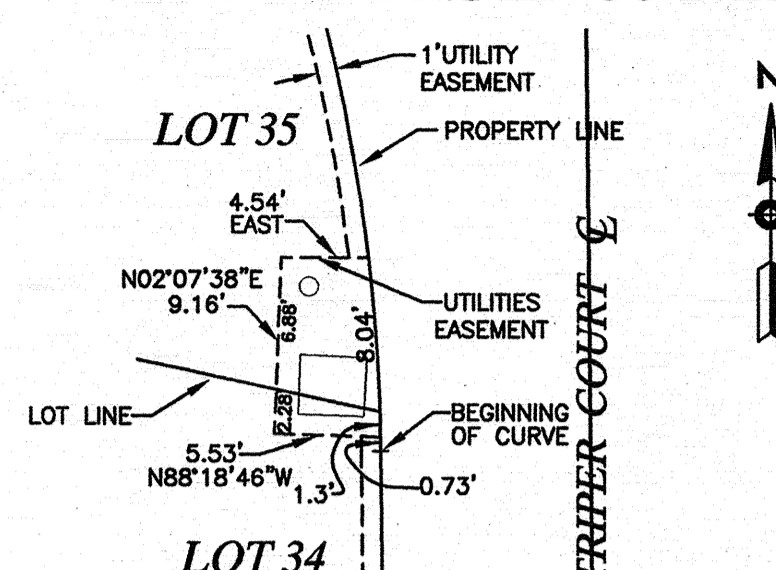 1'UTILITY
EASEMENT
N
LOT 35
PROPERTY LINE
4.54'
EAST
N02°07'38"E
9.16'
6.88'
8.04'
UTILITIES
EASEMENT
LOT LINE
2.28'
BEGINNING
OF CURVE
5.53'
N88°18'46"W
1.3'
0.73'
LOT 34
TRIPER COURT ℄